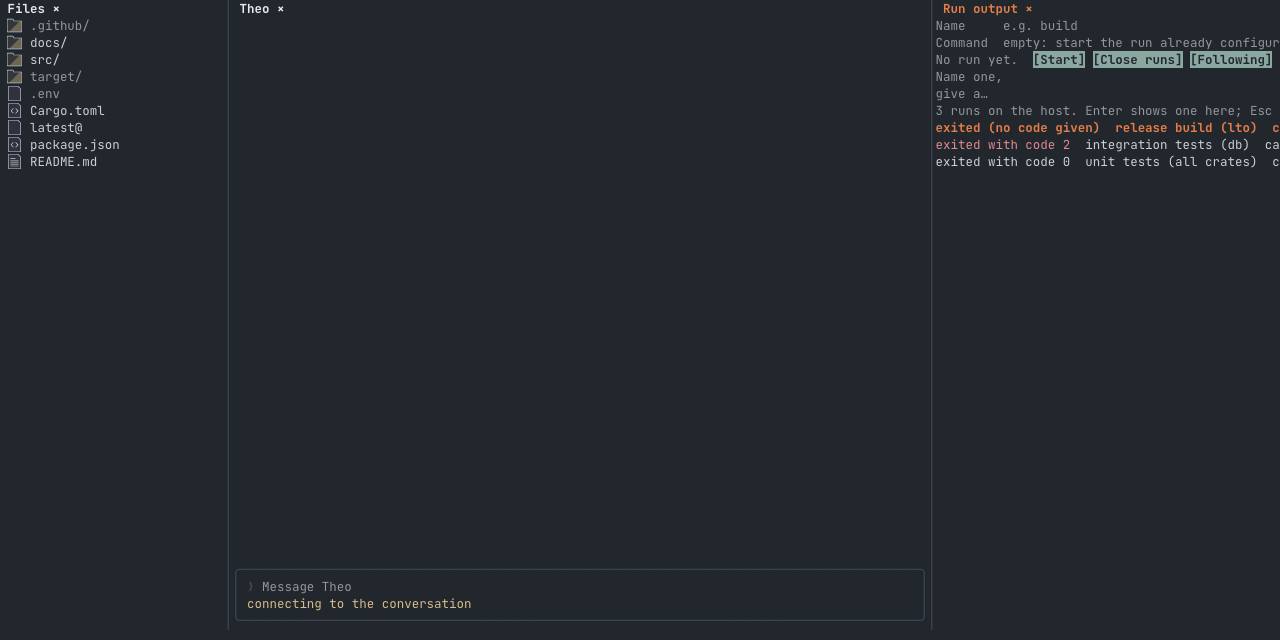 Files ×
.github/
docs/
src/
target/
.env
Cargo.toml
latest@
package.json
README.md
Theo ×
⟩ Message Theo
connecting to the conversation
Run output ×
Name e.g. build
Command empty: start the run already configur
No run yet. [Start] [Close runs] [Following]
Name one,
give a…
3 runs on the host. Enter shows one here; Esc
exited (no code given) release build (lto) c
exited with code 2 integration tests (db) ca
exited with code 0 unit tests (all crates) c